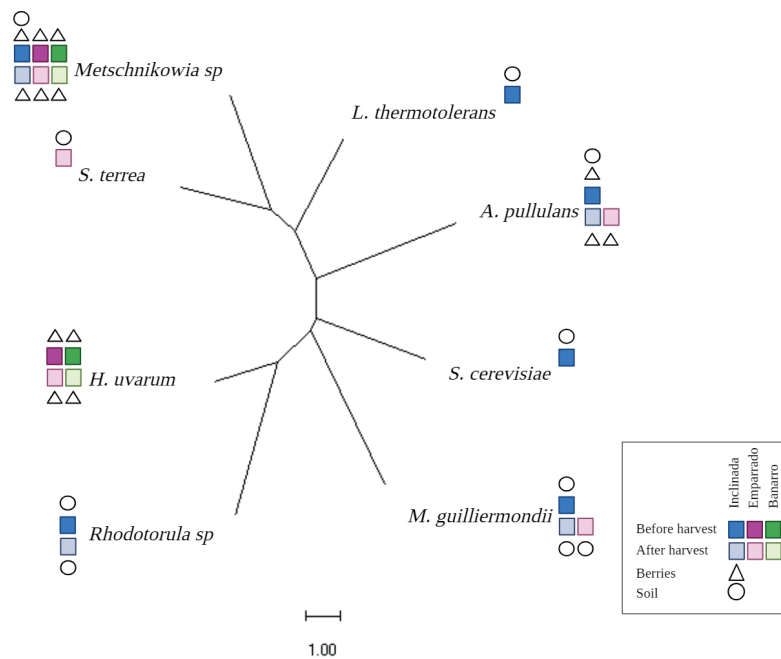 Metschnikowia sp
L. thermotolerans
S. terrea
A. pullulans
H. uvarum
S. cerevisiae
Rhodotorula sp
M. guilliermondii
1.00
Inclinada
Emparrado
Banarro
Before harvest
After harvest
Berries
Soil